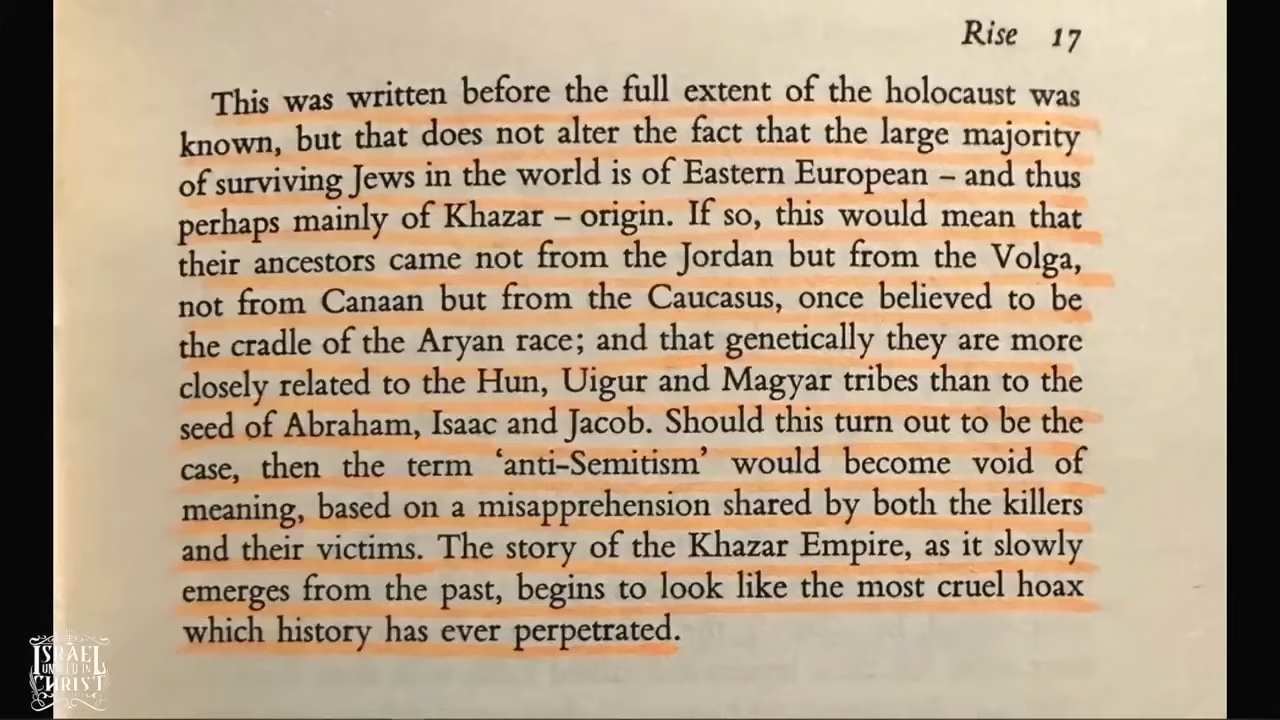 Rise 17
This was written before the full extent of the holocaust was
known, but that does not alter the fact that the large majority
of surviving Jews in the world is of Eastern European – and thus
perhaps mainly of Khazar – origin. If so, this would mean that
their ancestors came not from the Jordan but from the Volga,
not from Canaan but from the Caucasus, once believed to be
the cradle of the Aryan race; and that genetically they are more
closely related to the Hun, Uigur and Magyar tribes than to the
seed of Abraham, Isaac and Jacob. Should this turn out to be the
case, then the term ‘anti-Semitism’ would become void of
meaning, based on a misapprehension shared by both the killers
and their victims. The story of the Khazar Empire, as it slowly
emerges from the past, begins to look like the most cruel hoax
which history has ever perpetrated.
ISRAEL
UNITED IN
CHRIST